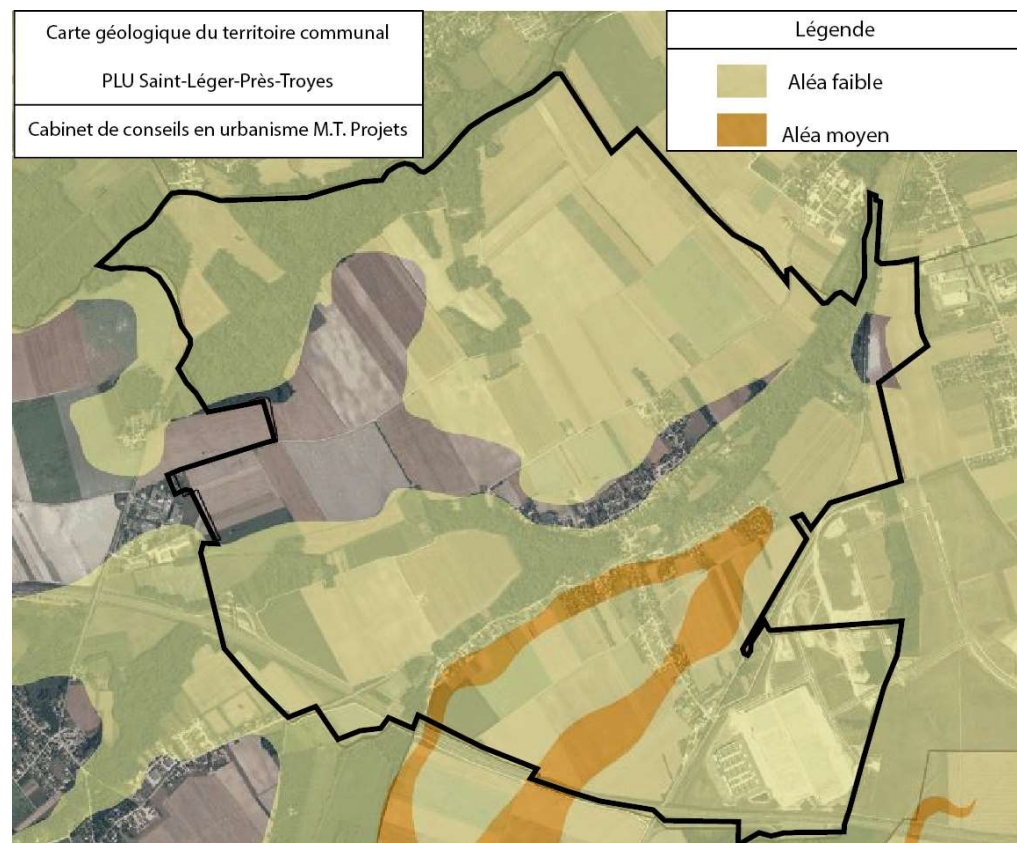 Carte géologique du territoire communal
PLU Saint-Léger-Près-Troyes
Cabinet de conseils en urbanisme M.T. Projets
Légende
Aléa faible
Aléa moyen